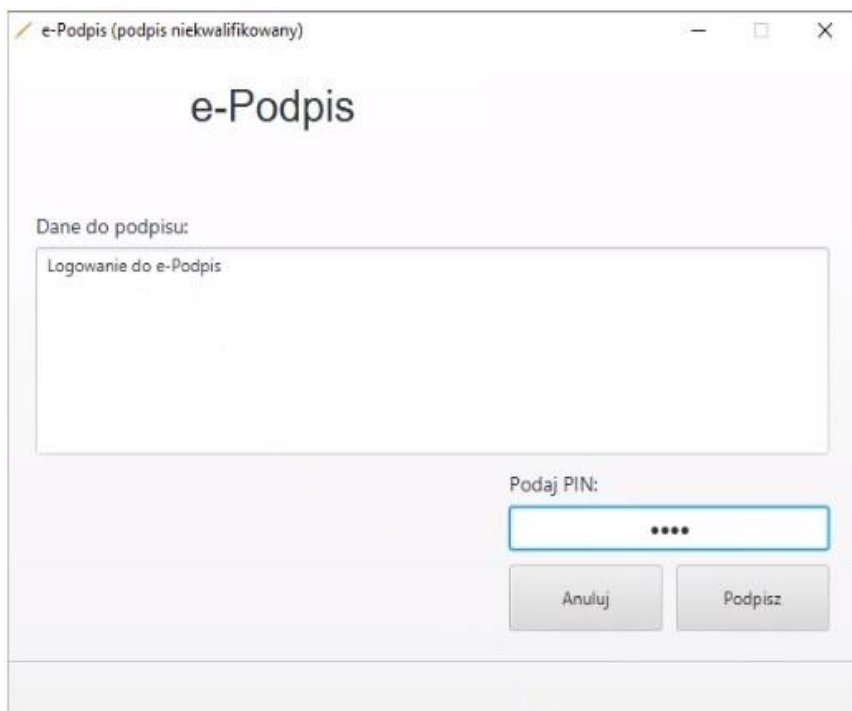 e-Podpis (podpis niekwalifikowany)
e-Podpis
Dane do podpisu:
Logowanie do e-Podpis
Podaj PIN:
••••
Anuluj
Podpisz